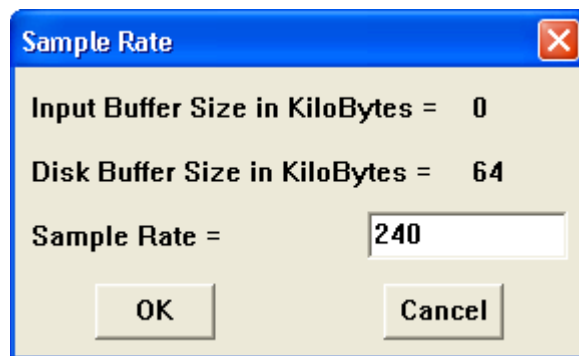 Sample Rate
Input Buffer Size in KiloBytes = 0
Disk Buffer Size in KiloBytes = 64
Sample Rate = 240
OK Cancel